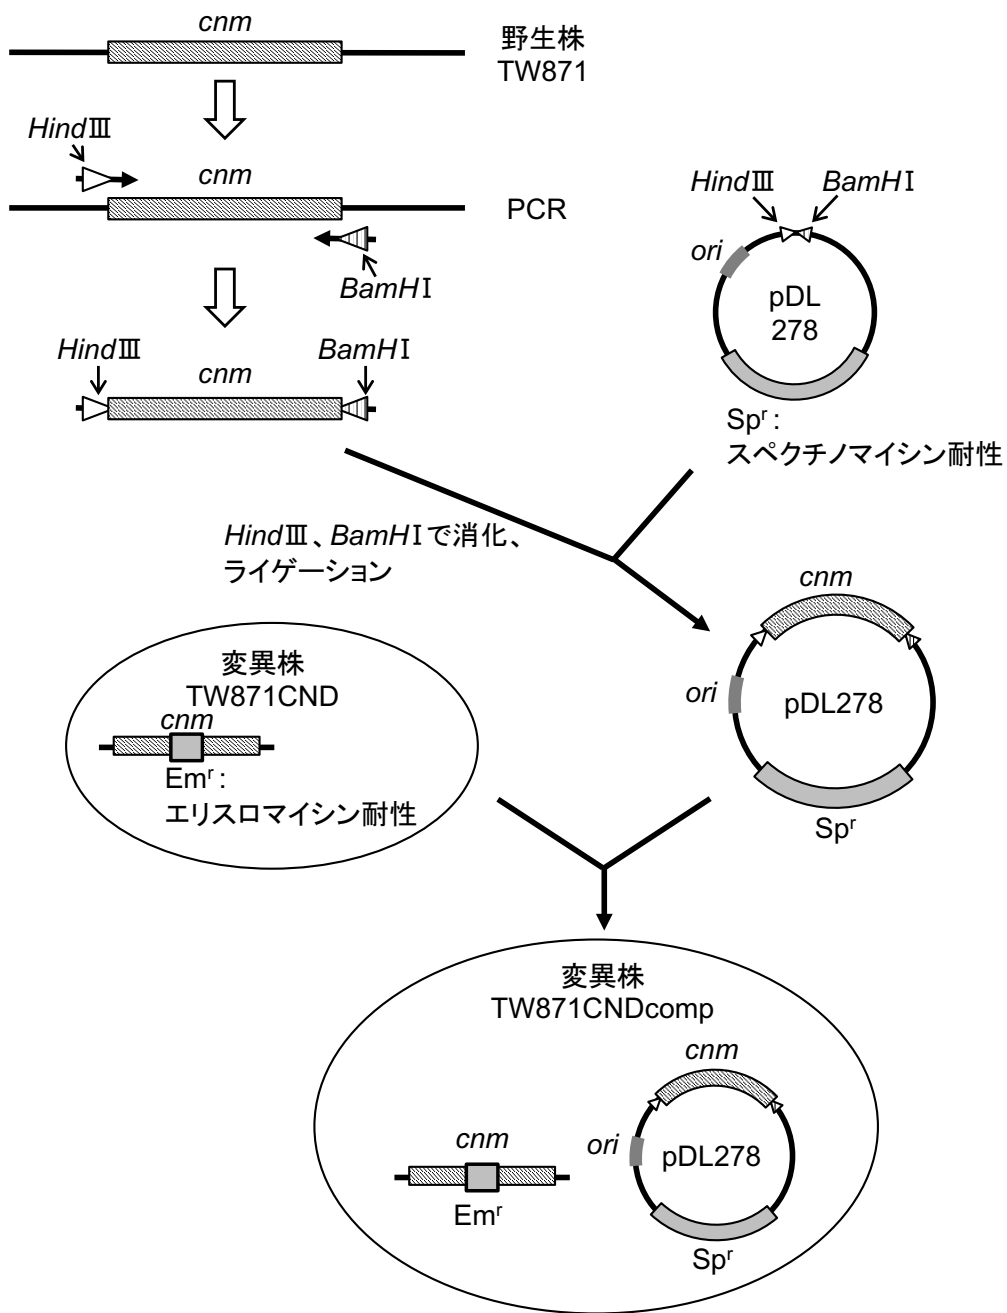 cnm
野生株
TW871
HindⅢ
cnm
PCR
BamHⅠ
HindⅢ
BamHⅠ
ori
pDL
278
HindⅢ
BamHⅠ
cnm
Spr：
スペクチノマイシン耐性
HindⅢ、BamHⅠで消化、
ライゲーション
cnm
ori
pDL278
Spr
変異株
TW871CND
cnm
Emr：
エリスロマイシン耐性
変異株
TW871CNDcomp
cnm
ori
pDL278
Spr
cnm
Emr